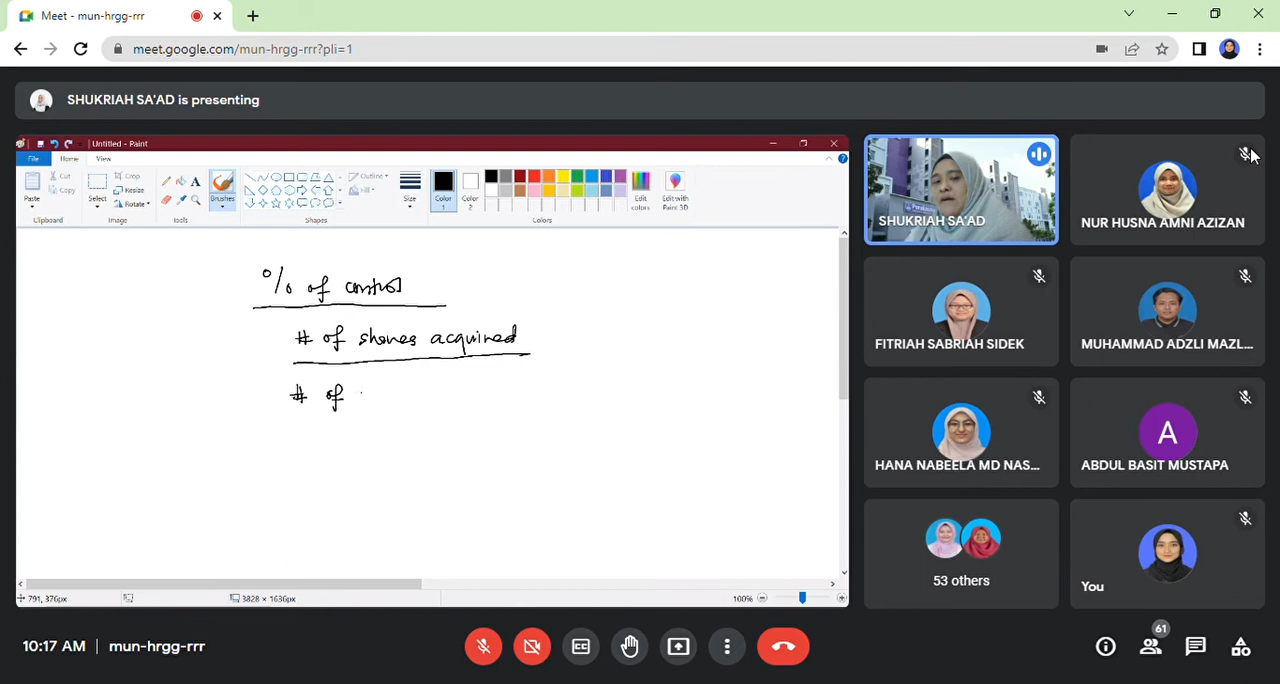 Meet - mun-hrgg-rrr
meet.google.com/mun-hrgg-rrr?pli=1
SHUKRIAH SA'AD is presenting
Untitled - Paint
File Home View
Paste
Cut
Copy
Clipboard
Select
Crop
Resize
Rotate
Image
A
Tools
Brushes
Shapes
Outline
Fill
Size
Color 1
Color 2
Colors
Edit colors
Edit with Paint 3D
% of control
# of shares acquired
# of
791, 376px
3828 × 1636px
100%
SHUKRIAH SA'AD
NUR HUSNA AMNI AZIZAN
FITRIAH SABRIAH SIDEK
MUHAMMAD ADZLI MAZL...
HANA NABEELA MD NAS...
A
ABDUL BASIT MUSTAPA
53 others
You
10:17 AM | mun-hrgg-rrr
CC
61